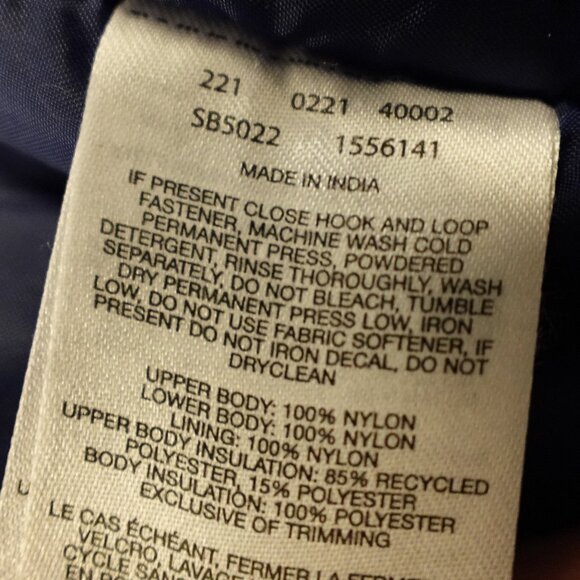 221 0221 40002
SB5022 1556141
MADE IN INDIA
IF PRESENT CLOSE HOOK AND LOOP
FASTENER, MACHINE WASH COLD
PERMANENT PRESS, POWDERED
DETERGENT, RINSE THOROUGHLY, WASH
SEPARATELY, DO NOT BLEACH, TUMBLE
DRY PERMANENT PRESS LOW, IRON
LOW, DO NOT USE FABRIC SOFTENER, IF
PRESENT DO NOT IRON DECAL, DO NOT
DRYCLEAN
UPPER BODY: 100% NYLON
LOWER BODY: 100% NYLON
LINING: 100% NYLON
UPPER BODY INSULATION: 85% RECYCLED
POLYESTER, 15% POLYESTER
BODY INSULATION: 100% POLYESTER
EXCLUSIVE OF TRIMMING
LE CAS ÉCHÉANT, FERMER LA
VELCRO, LAVAGE
CYCLE